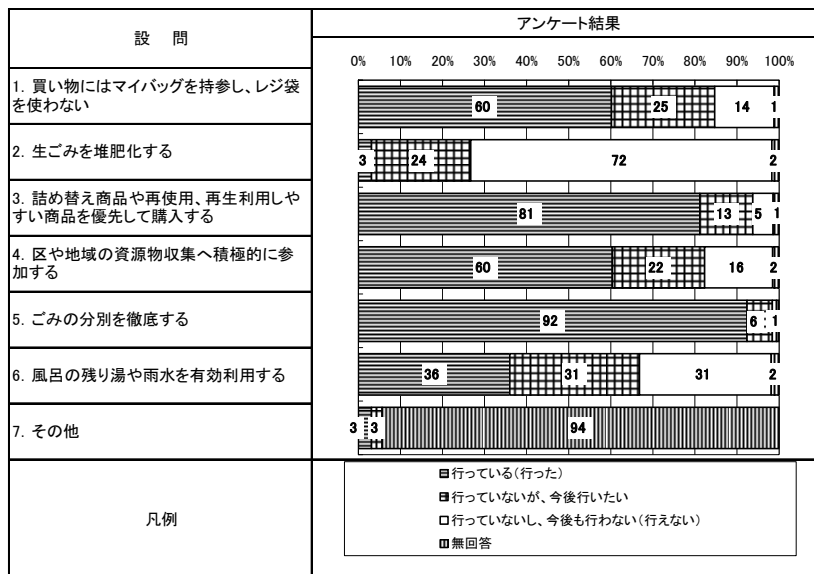 設 問
アンケート結果
0% 10% 20% 30% 40% 50% 60% 70% 80% 90% 100%
1. 買い物にはマイバッグを持参し、レジ袋
を使わない
60 25 14 1
2. 生ごみを堆肥化する
3 24 72 2
3. 詰め替え商品や再使用、再生利用しや
すい商品を優先して購入する
81 13 5 1
4. 区や地域の資源物収集へ積極的に参
加する
60 22 16 2
5. ごみの分別を徹底する
92 6 1
6. 風呂の残り湯や雨水を有効利用する
36 31 31 2
7. その他
3 3 94
凡例
行っている(行った)
行っていないが、今後行いたい
行っていないし、今後も行わない(行えない)
無回答